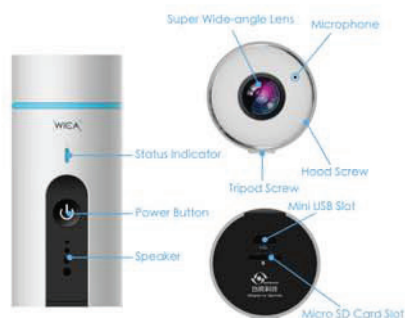 Super Wide-angle Lens
Microphone
WICA
Status Indicator
Hood Screw
Tripod Screw
Power Button
Mini USB Slot
Speaker
Micro SD Card Slot